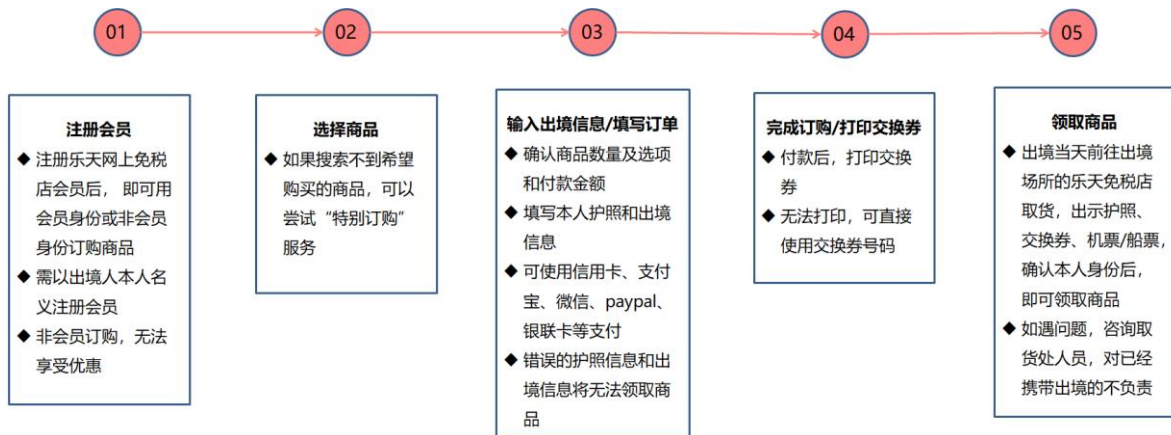 01
02
03
04
05
注册会员
◆ 注册乐天网上免税
店会员后， 即可用
会员身份或非会员
身份订购商品
◆ 需以出境人本人名
义注册会员
◆ 非会员订购，无法
享受优惠
选择商品
◆ 如果搜索不到希望
购买的商品，可以
尝试“特别订购”
服务
输入出境信息/填写订单
◆ 确认商品数量及选项
和付款金额
◆ 填写本人护照和出境
信息
◆ 可使用信用卡、支付
宝、微信、paypal、
银联卡等支付
◆ 错误的护照信息和出
境信息将无法领取商
品
完成订购/打印交换券
◆ 付款后，打印交换
券
◆ 无法打印，可直接
使用交换券号码
领取商品
◆ 出境当天前往出境
场所的乐天免税店
取货，出示护照、
交换券、机票/船票，
确认本人身份后，
即可领取商品
◆ 如遇问题，咨询取
货处人员，对已经
携带出境的不负责